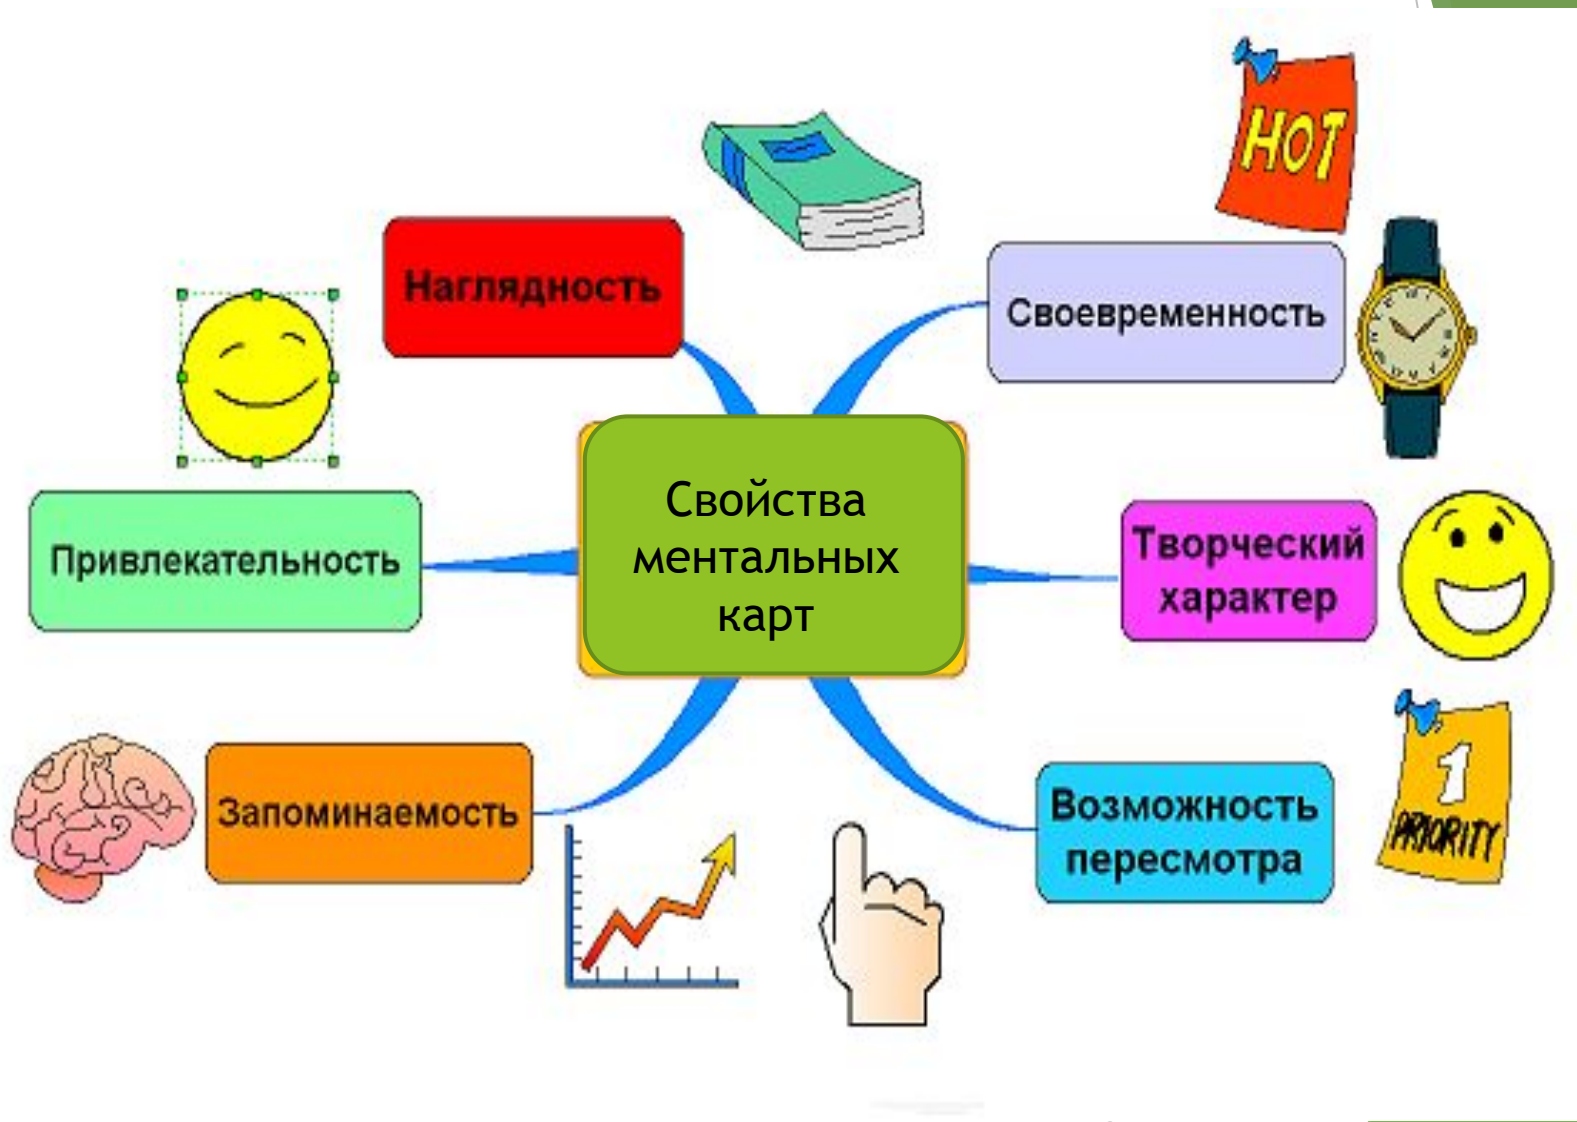 HOT
Наглядность
Своевременность
Свойства
ментальных
карт
Привлекательность
Творческий
характер
Запоминаемость
Возможность
пересмотра
1
PRIORITY